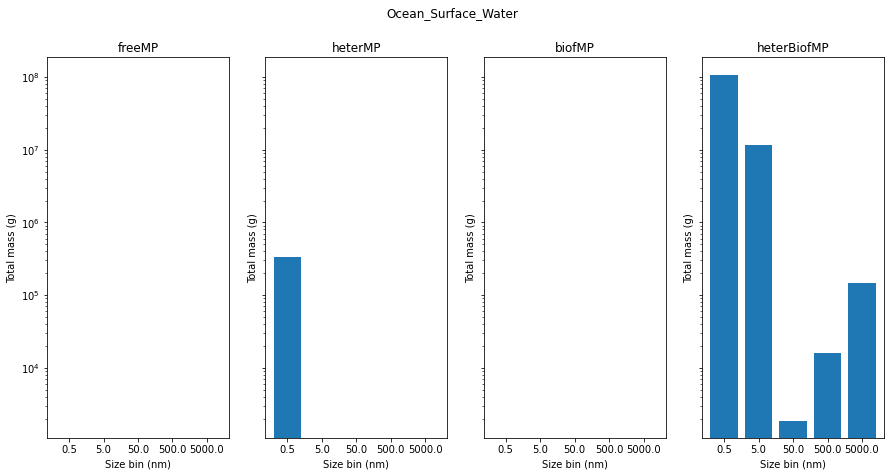 Ocean_Surface_Water
freeMP
heterMP
biofMP
heterBiofMP
10⁸
10⁷
10⁶
10⁵
10⁴
Total mass (g)
Total mass (g)
Total mass (g)
Total mass (g)
0.5 5.0 50.0 500.0 5000.0
0.5 5.0 50.0 500.0 5000.0
0.5 5.0 50.0 500.0 5000.0
0.5 5.0 50.0 500.0 5000.0
Size bin (nm)
Size bin (nm)
Size bin (nm)
Size bin (nm)